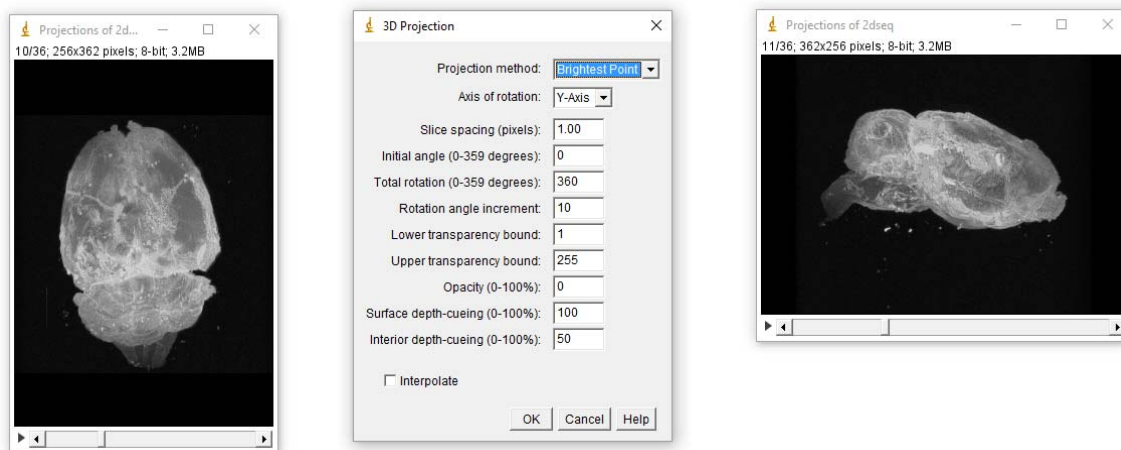 Projections of 2d...
10/36; 256x362 pixels; 8-bit; 3.2MB
3D Projection
Projection method: Brightest Point
Axis of rotation: Y-Axis
Slice spacing (pixels): 1.00
Initial angle (0-359 degrees): 0
Total rotation (0-359 degrees): 360
Rotation angle increment: 10
Lower transparency bound: 1
Upper transparency bound: 255
Opacity (0-100%): 0
Surface depth-cueing (0-100%): 100
Interior depth-cueing (0-100%): 50
Interpolate
OK Cancel Help
Projections of 2dseq
11/36; 362x256 pixels; 8-bit; 3.2MB